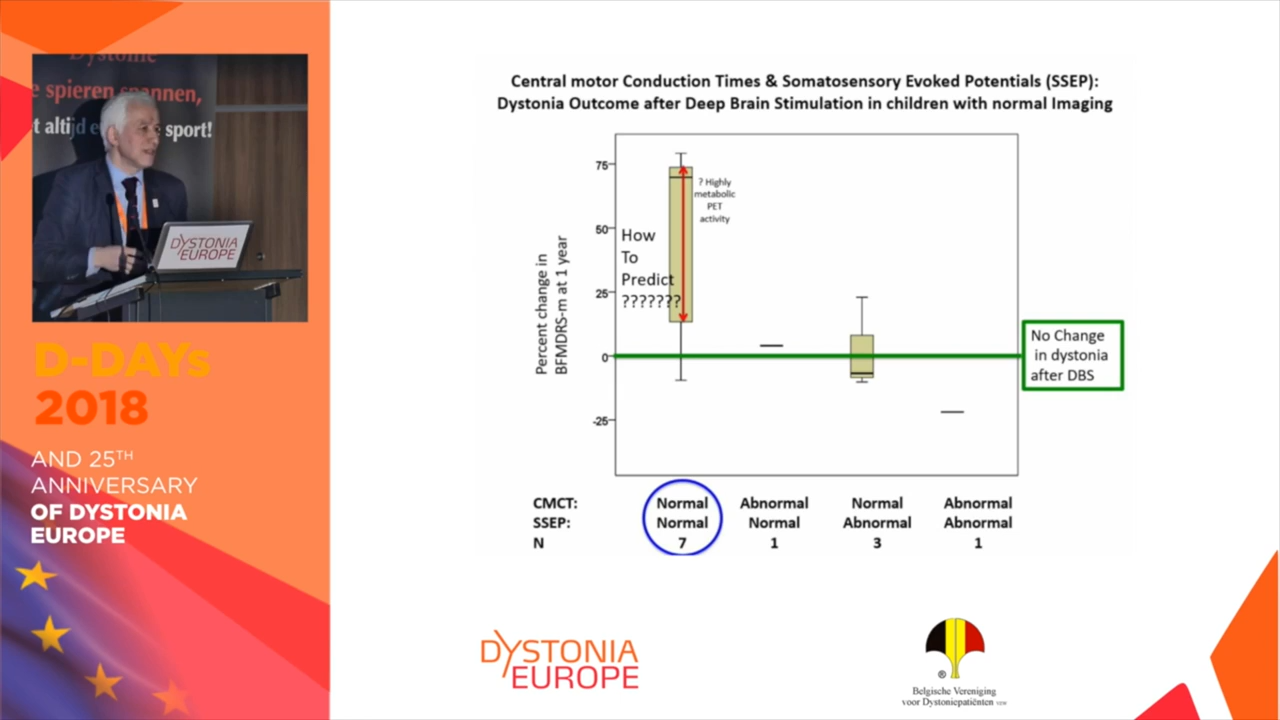 Dystonie
e spieren spannen,
t altijd e sport!
DYSTONIA
EUROPE
D-DAYs
2018
AND 25TH
ANNIVERSARY
OF DYSTONIA
EUROPE
Central motor Conduction Times & Somatosensory Evoked Potentials (SSEP):
Dystonia Outcome after Deep Brain Stimulation in children with normal Imaging
Percent change in
BFMDRS-m at 1 year
75
50
25
0
-25
? Highly
metabolic
PET
activity
How
To
Predict
???????
No Change
in dystonia
after DBS
CMCT: Normal Abnormal Normal Abnormal
SSEP: Normal Normal Abnormal Abnormal
N 7 1 3 1
DYSTONIA
EUROPE
®
Belgische Vereniging
voor Dystoniepatiënten vzw